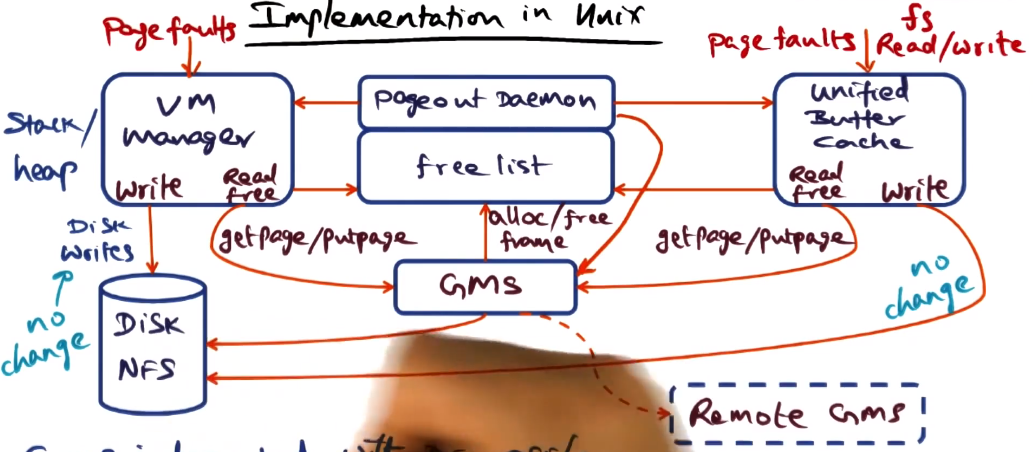 Implementation in Unix
Page faults
page faults
fs
Read/write
VM
manager
Stack/
heap
write
Read
free
pageout Daemon
free list
unified
Buffer
cache
Read
free
write
Disk
writes
getpage/putpage
alloc/free
frame
getpage/putpage
GMS
no
change
no
change
DISK
NFS
Remote GMS